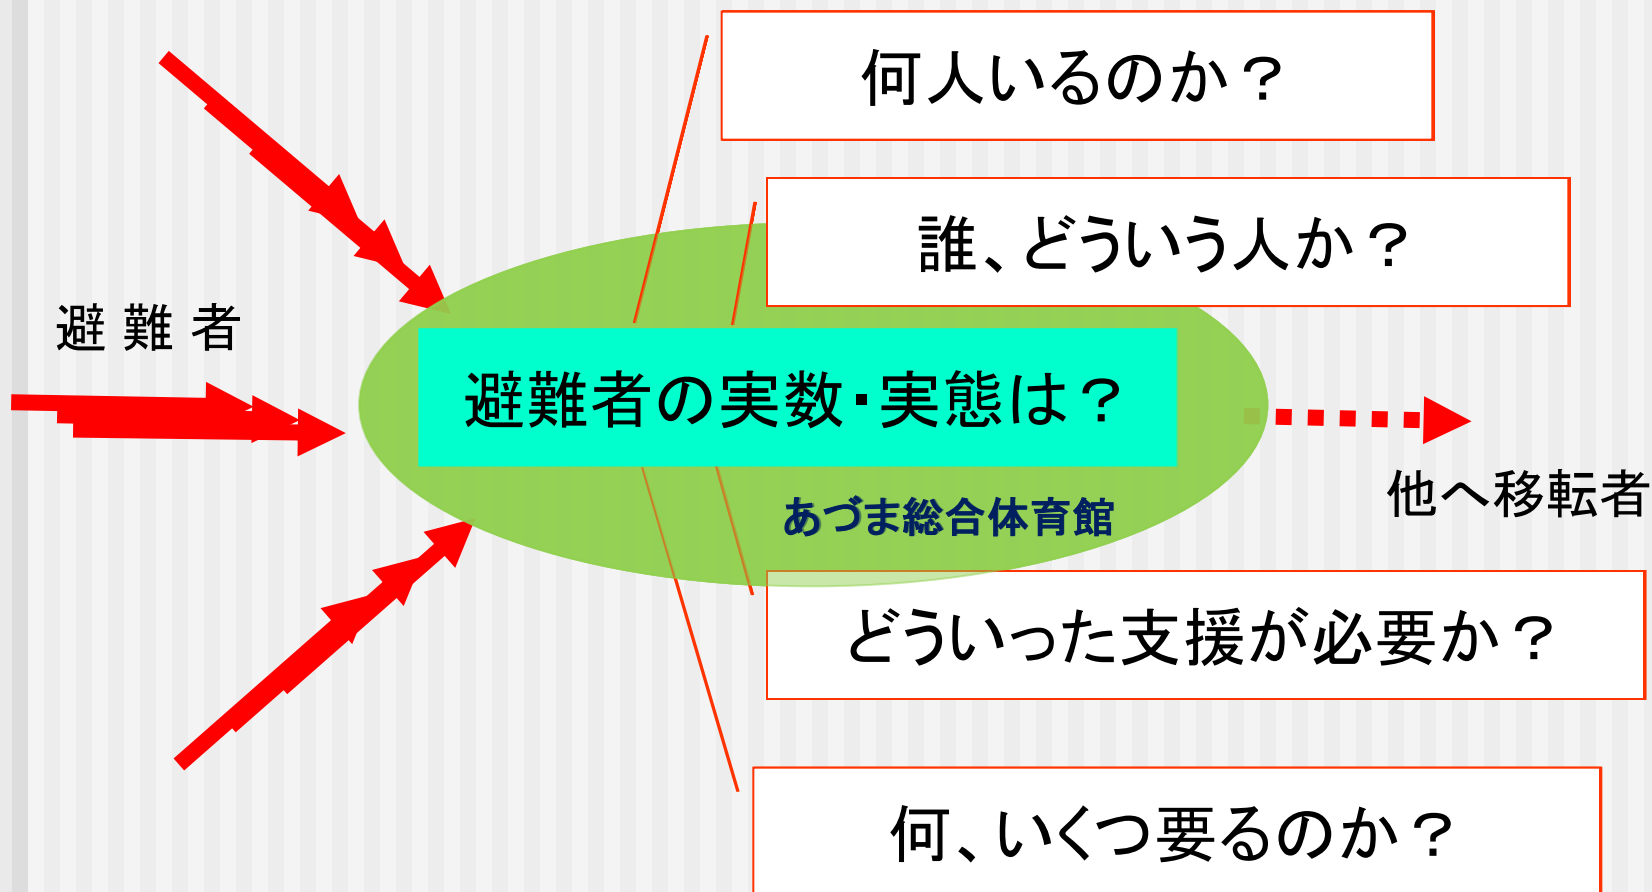 何人いるのか？
誰、どういう人か？
避 難 者
避難者の実数・実態は？
他へ移転者
あづま総合体育館
どういった支援が必要か？
何、いくつ要るのか？